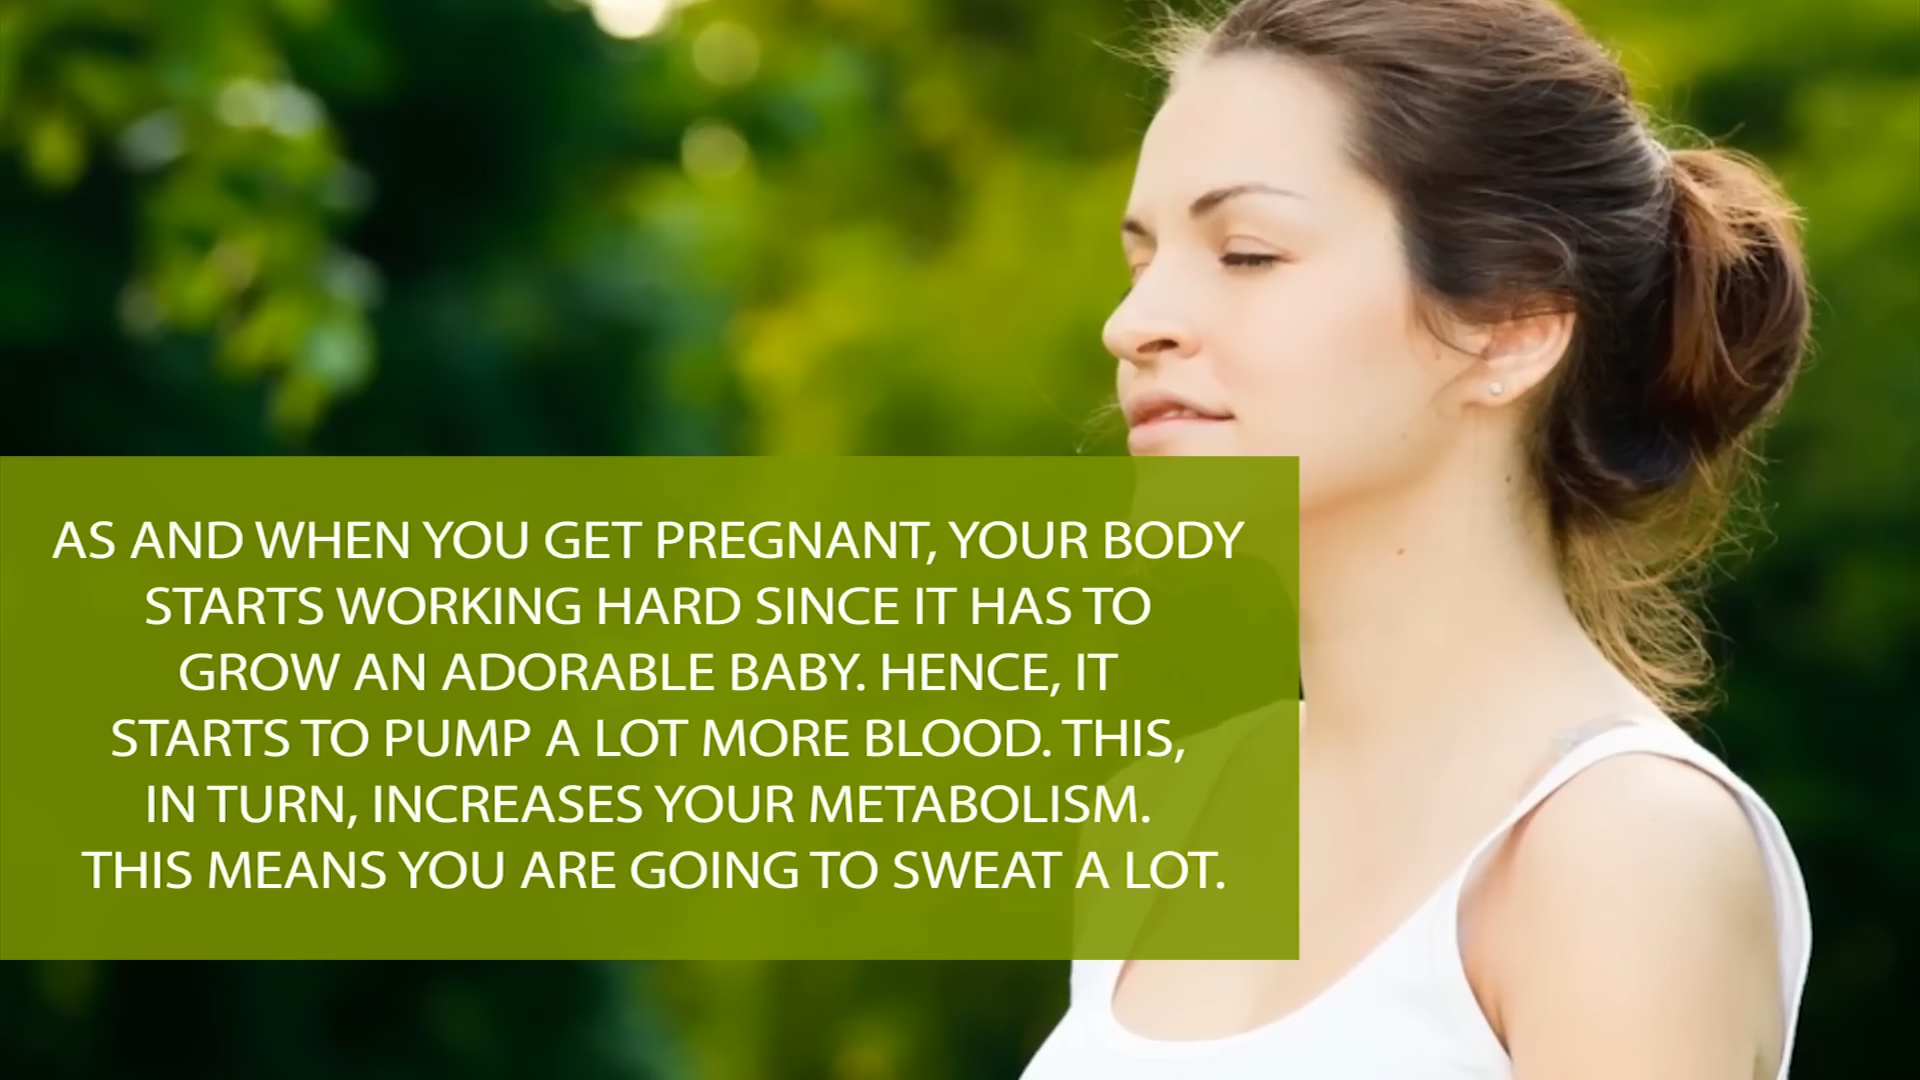 AS AND WHEN YOU GET PREGNANT, YOUR BODY
STARTS WORKING HARD SINCE IT HAS TO
GROW AN ADORABLE BABY. HENCE, IT
STARTS TO PUMP A LOT MORE BLOOD. THIS,
IN TURN, INCREASES YOUR METABOLISM.
THIS MEANS YOU ARE GOING TO SWEAT A LOT.